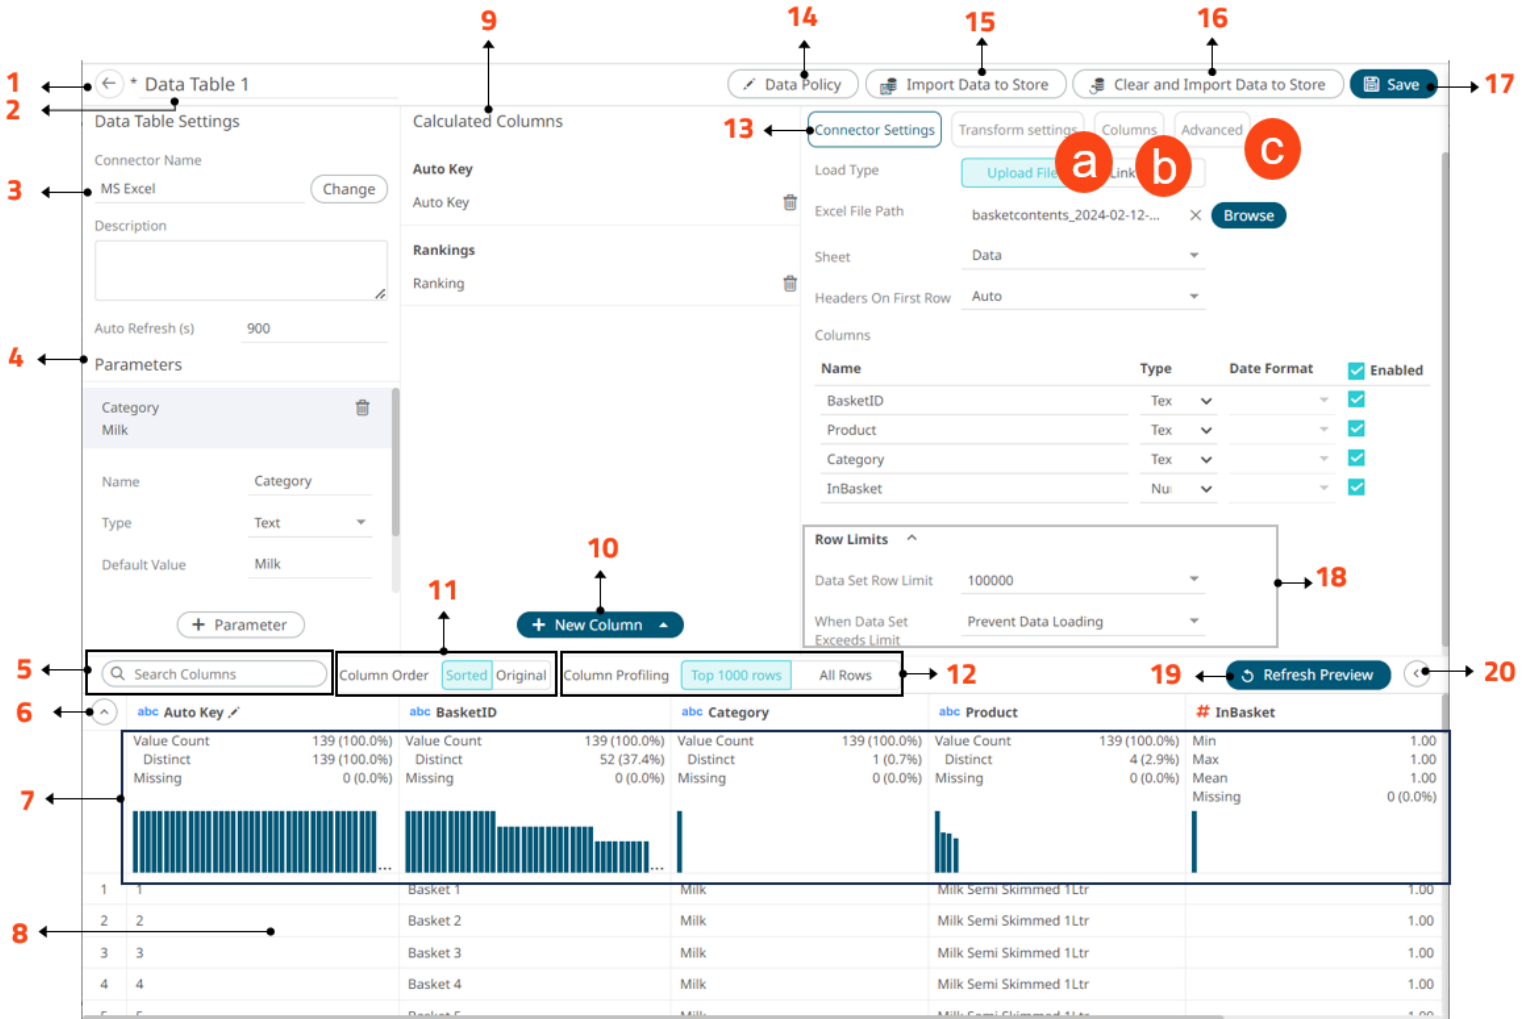 9
14
15
16
1
* Data Table 1
Data Policy
Import Data to Store
Clear and Import Data to Store
Save
17
2
Data Table Settings
Calculated Columns
13
Connector Settings
Transform settings
Columns
Advanced
a
b
c
Connector Name
3
MS Excel
Change
Auto Key
Auto Key
Load Type
Upload File
Link
Description
Excel File Path
basketcontents_2024-02-12-...
Browse
Rankings
Ranking
Sheet
Data
Headers On First Row
Auto
Auto Refresh (s)
900
4
Parameters
Columns
Name
Type
Date Format
Enabled
Category
Milk
BasketID
Tex
Product
Tex
Category
Tex
InBasket
Nu
Name
Category
Type
Text
Default Value
Milk
10
11
Row Limits
18
Data Set Row Limit
100000
When Data Set
Exceeds Limit
Prevent Data Loading
+ Parameter
+ New Column
5
Search Columns
Column Order
Sorted
Original
Column Profiling
Top 1000 rows
All Rows
12
19
Refresh Preview
20
6
abc Auto Key
abc BasketID
abc Category
abc Product
# InBasket
7
Value Count 139 (100.0%)
Distinct 139 (100.0%)
Missing 0 (0.0%)
...
Value Count 139 (100.0%)
Distinct 52 (37.4%)
Missing 0 (0.0%)
...
Value Count 139 (100.0%)
Distinct 1 (0.7%)
Missing 0 (0.0%)
Value Count 139 (100.0%)
Distinct 4 (2.9%)
Missing 0 (0.0%)
Min 1.00
Max 1.00
Mean 1.00
Missing 0 (0.0%)
1 1 Basket 1 Milk Milk Semi Skimmed 1Ltr 1.00
8
2 2 Basket 2 Milk Milk Semi Skimmed 1Ltr 1.00
3 3 Basket 3 Milk Milk Semi Skimmed 1Ltr 1.00
4 4 Basket 4 Milk Milk Semi Skimmed 1Ltr 1.00